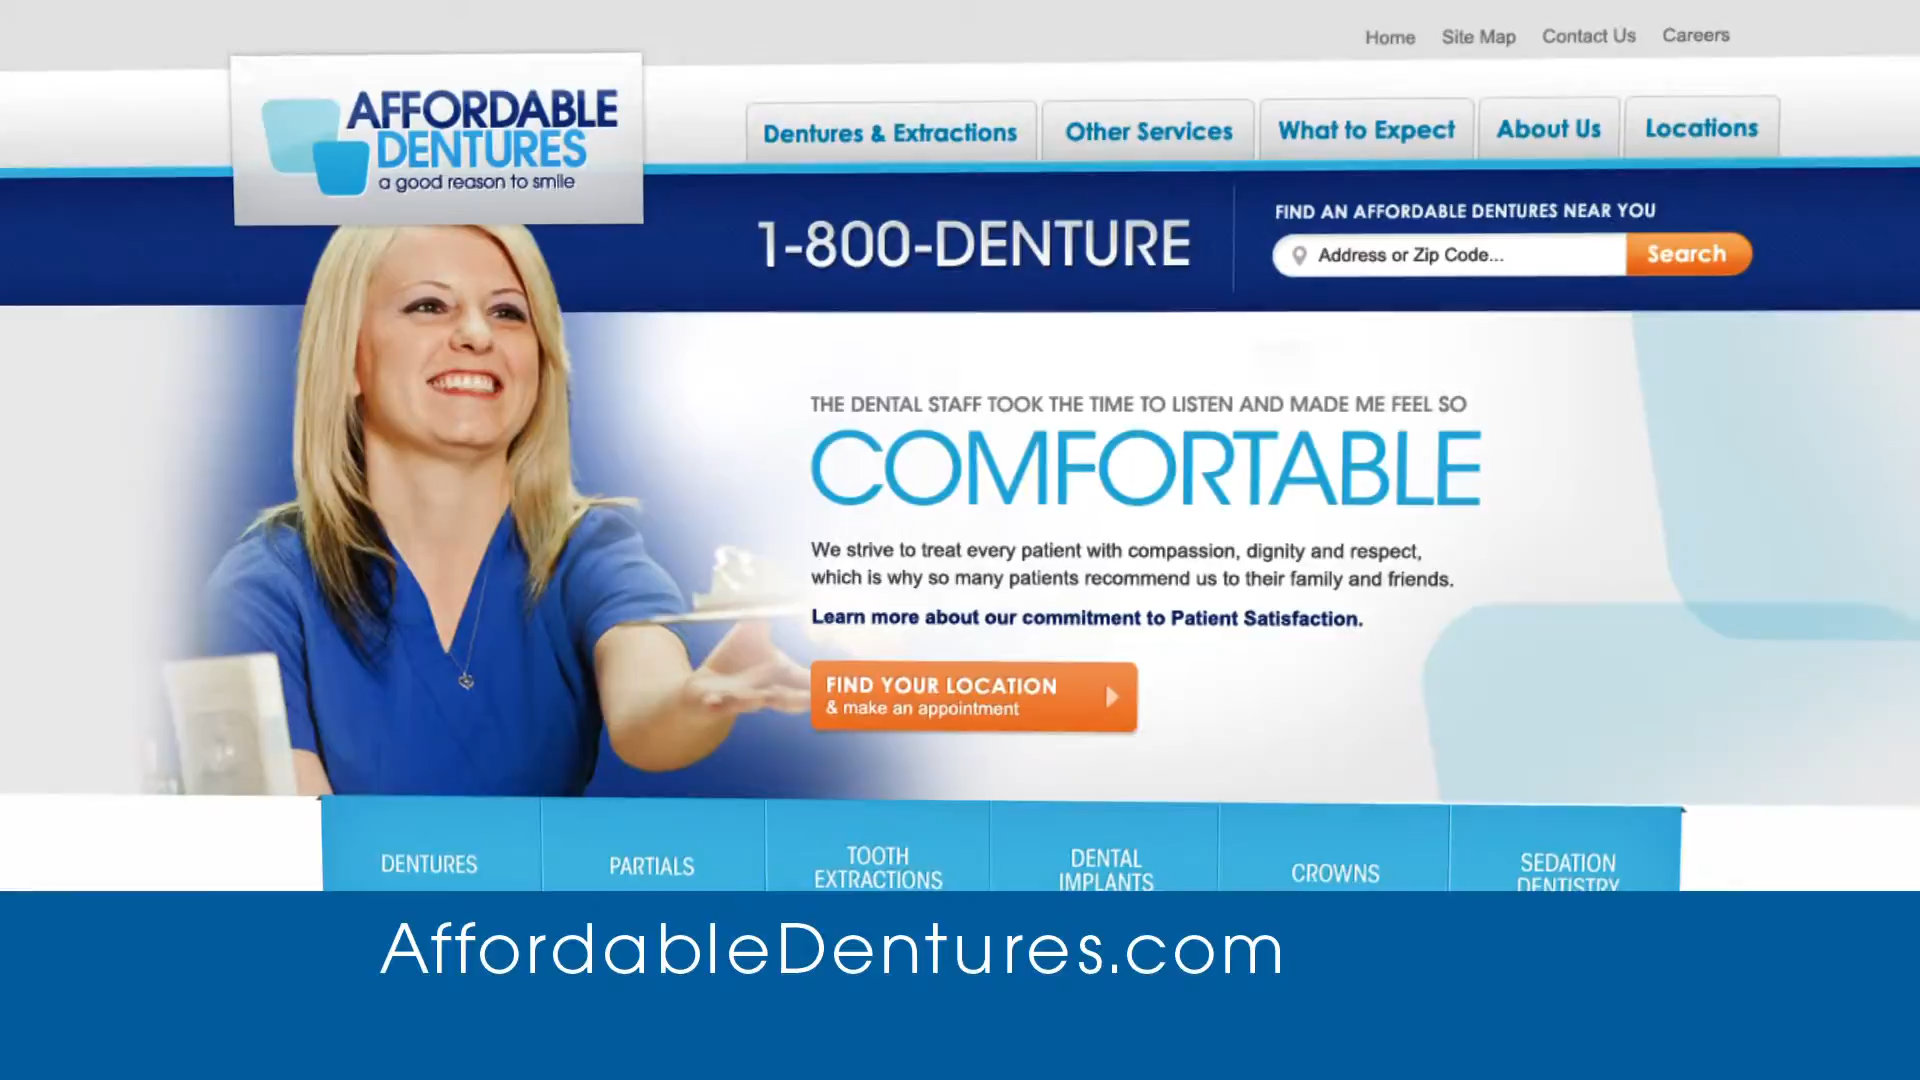 Home Site Map Contact Us Careers
AFFORDABLE
DENTURES
a good reason to smile
Dentures & Extractions Other Services What to Expect About Us Locations
1-800-DENTURE
FIND AN AFFORDABLE DENTURES NEAR YOU
Address or Zip Code... Search
THE DENTAL STAFF TOOK THE TIME TO LISTEN AND MADE ME FEEL SO
COMFORTABLE
We strive to treat every patient with compassion, dignity and respect,
which is why so many patients recommend us to their family and friends.
Learn more about our commitment to Patient Satisfaction.
FIND YOUR LOCATION
& make an appointment
DENTURES
PARTIALS
TOOTH
EXTRACTIONS
DENTAL
IMPLANTS
CROWNS
SEDATION
DENTISTRY
AffordableDentures.com